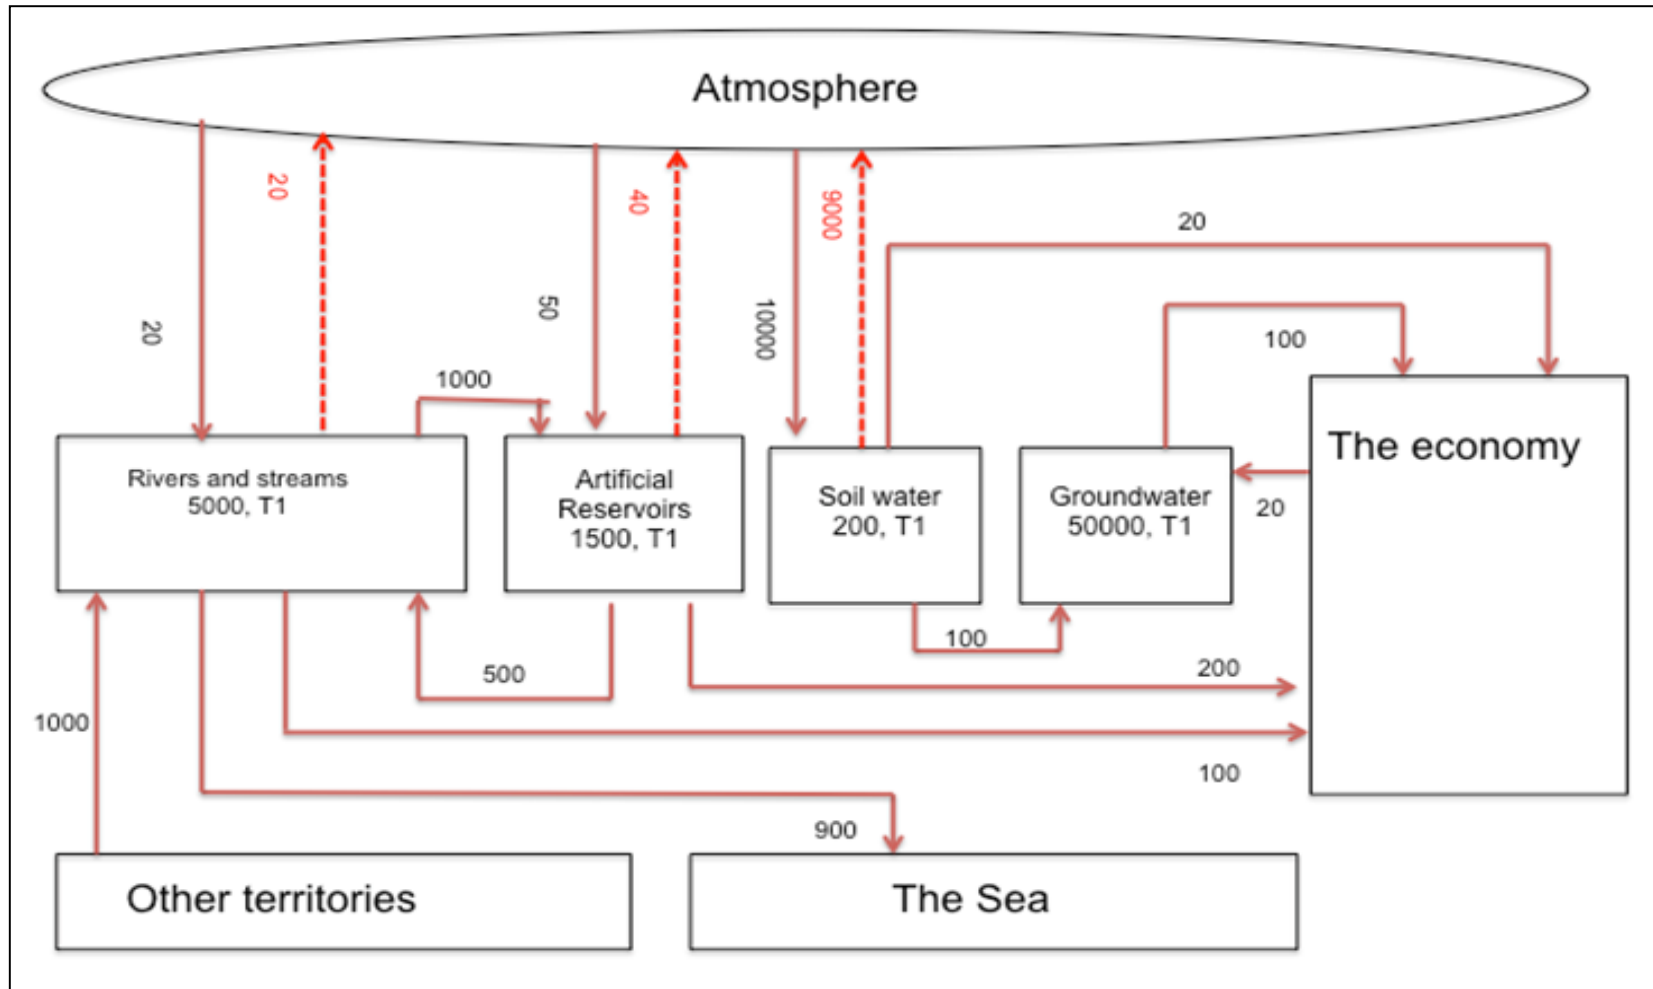 Atmosphere
20
40
9000
20
20
50
10000
100
1000
The economy
Rivers and streams
5000, T1
Artificial
Reservoirs
1500, T1
Soil water
200, T1
Groundwater
50000, T1
20
100
500
200
1000
100
900
Other territories
The Sea